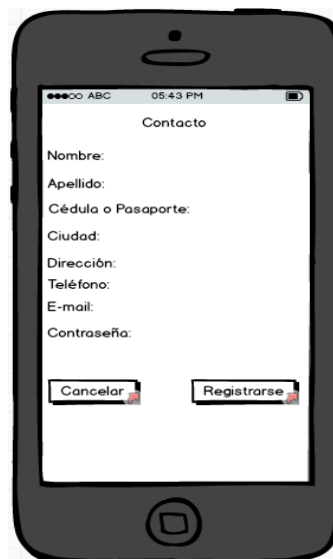 ABC 05:43 PM
Contacto
Nombre:
Apellido:
Cédula o Pasaporte:
Ciudad:
Dirección:
Teléfono:
E-mail:
Contraseña:
Cancelar Registrarse